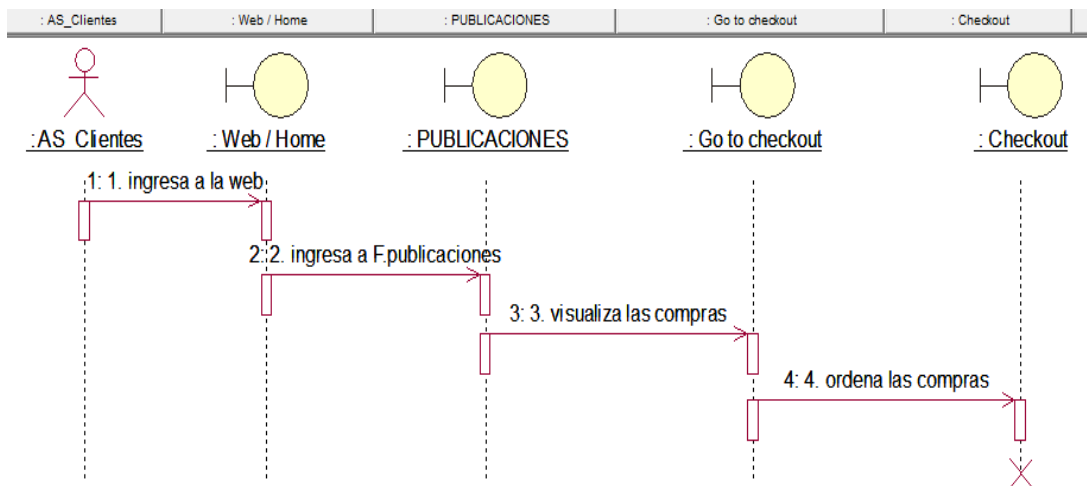 : AS_Clientes
: Web / Home
: PUBLICACIONES
: Go to checkout
: Checkout
:AS_Clientes
: Web / Home
: PUBLICACIONES
: Go to checkout
: Checkout
1: 1. ingresa a la web
2: 2. ingresa a F.publicaciones
3: 3. visualiza las compras
4: 4. ordena las compras